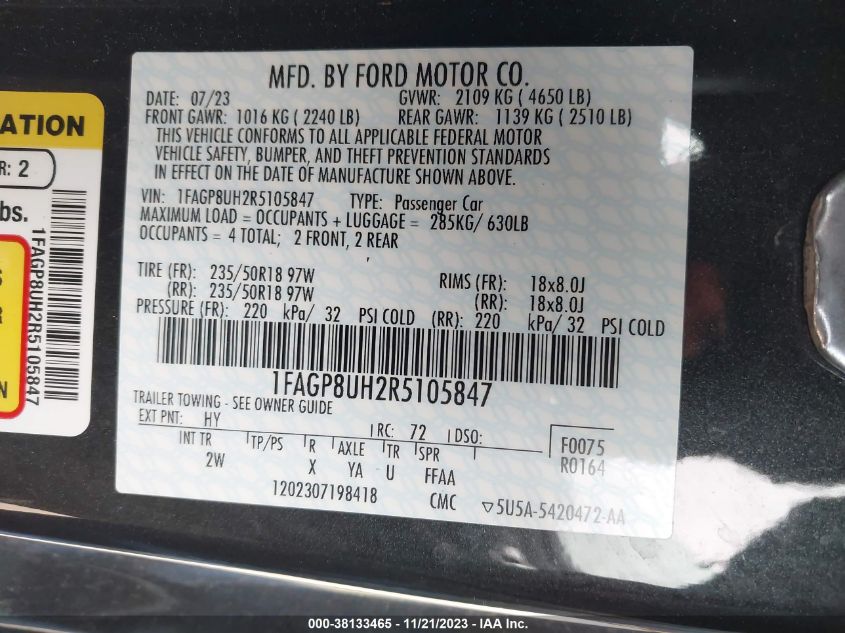 MFD. BY FORD MOTOR CO.
DATE: 07/23 GVWR: 2109 KG ( 4650 LB)
FRONT GAWR: 1016 KG ( 2240 LB) REAR GAWR: 1139 KG ( 2510 LB)
THIS VEHICLE CONFORMS TO ALL APPLICABLE FEDERAL MOTOR
VEHICLE SAFETY, BUMPER, AND THEFT PREVENTION STANDARDS
IN EFFECT ON THE DATE OF MANUFACTURE SHOWN ABOVE.
VIN: 1FAGP8UH2R5105847 TYPE: Passenger Car
MAXIMUM LOAD = OCCUPANTS + LUGGAGE = 285KG/ 630LB
OCCUPANTS = 4 TOTAL; 2 FRONT, 2 REAR
TIRE (FR): 235/50R18 97W RIMS (FR): 18x8.0J
(RR): 235/50R18 97W (RR): 18x8.0J
PRESSURE (FR): 220 kPa/ 32 PSI COLD (RR): 220 kPa/ 32 PSI COLD
1FAGP8UH2R5105847
TRAILER TOWING - SEE OWNER GUIDE
EXT PNT: HY RC: 72 DSO: F0075
R0164
INT TR TP/PS R AXLE TR SPR
2W X YA U FFAA
1202307198418 CMC ▽5U5A-5420472-AA
ATION
R: 2
bs.
S
R
N
1FAGP8UH2R5105847
000-38133465 - 11/21/2023 - IAA Inc.